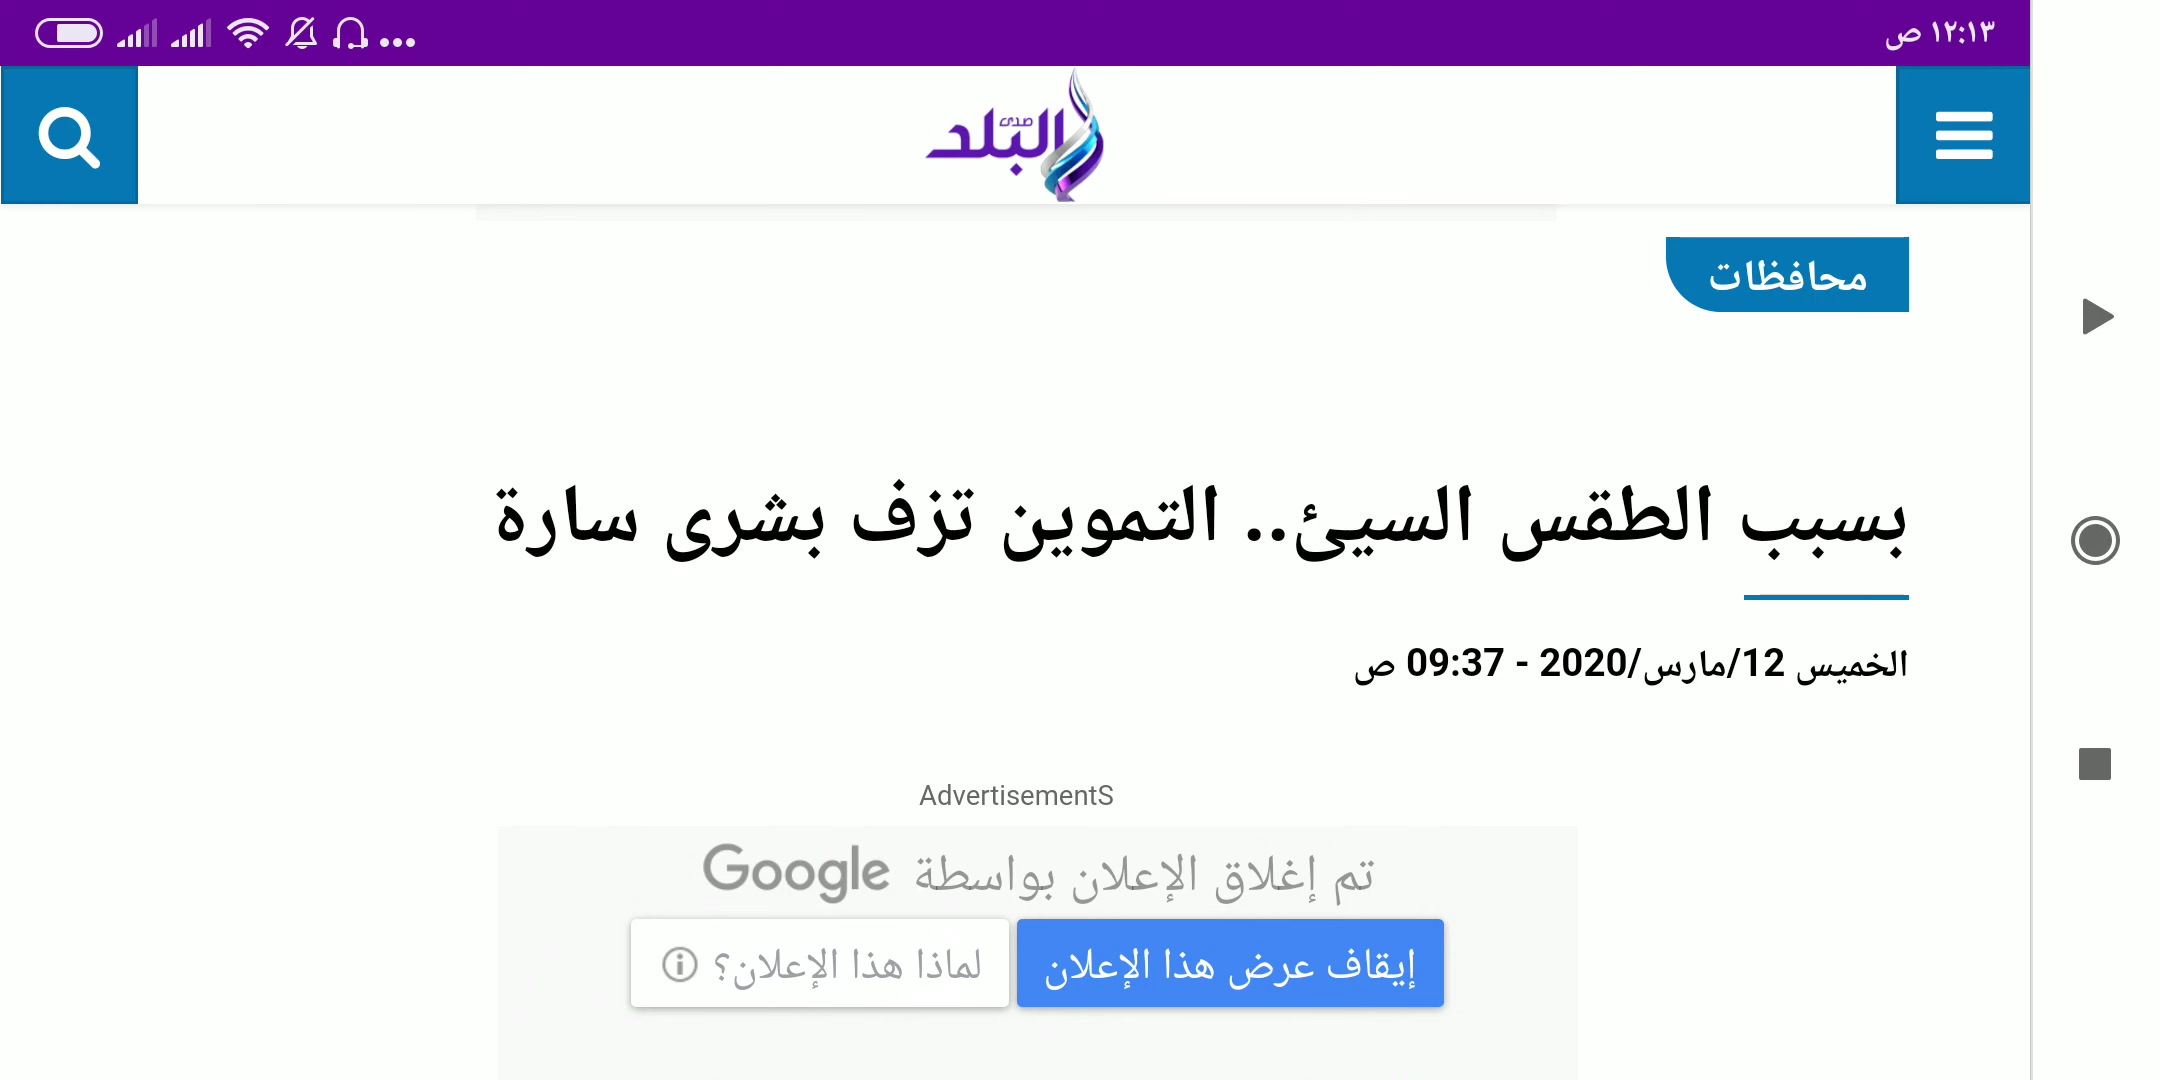 ١٢:١٣ ص
صدى البلد
محافظات
بسبب الطقس السيئ.. التموين تزف بشرى سارة
الخميس 12/مارس/2020 - 09:37 ص
AdvertisementS
تم إغلاق الإعلان بواسطة Google
إيقاف عرض هذا الإعلان
لماذا هذا الإعلان؟